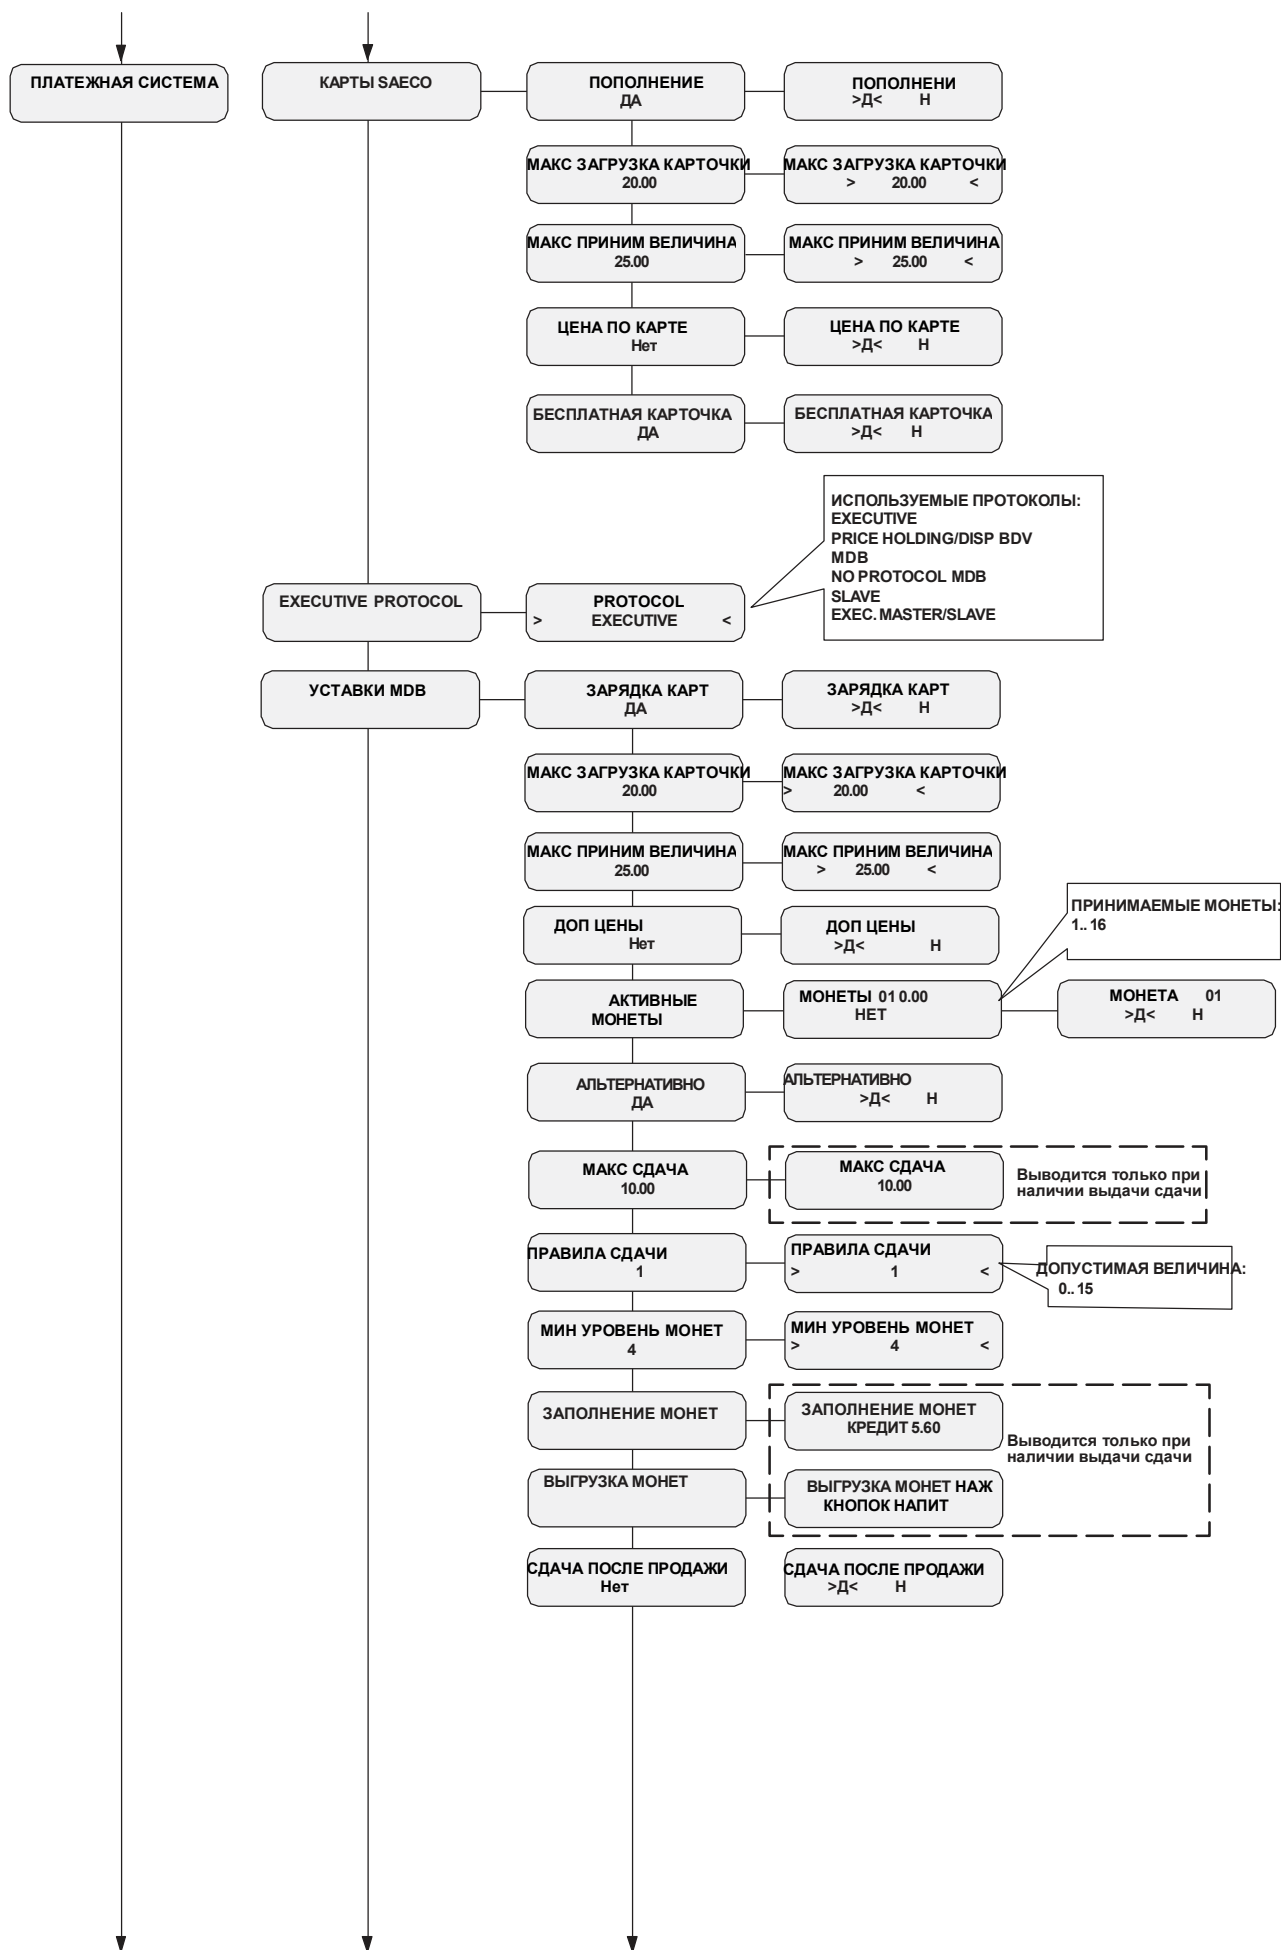 ПЛАТЕЖНАЯ СИСТЕМА
КАРТЫ SAECO
ПОПОЛНЕНИЕ
ДА
ПОПОЛНЕНИ
>Д< Н
МАКС ЗАГРУЗКА КАРТОЧКИ
20.00
МАКС ЗАГРУЗКА КАРТОЧКИ
> 20.00 <
МАКС ПРИНИМ ВЕЛИЧИНА
25.00
МАКС ПРИНИМ ВЕЛИЧИНА
> 25.00 <
ЦЕНА ПО КАРТЕ
Нет
ЦЕНА ПО КАРТЕ
>Д< Н
БЕСПЛАТНАЯ КАРТОЧКА
ДА
БЕСПЛАТНАЯ КАРТОЧКА
>Д< Н
ИСПОЛЬЗУЕМЫЕ ПРОТОКОЛЫ:
EXECUTIVE
PRICE HOLDING/DISP BDV
MDB
NO PROTOCOL MDB
SLAVE
EXEC. MASTER/SLAVE
EXECUTIVE PROTOCOL
PROTOCOL
> EXECUTIVE <
УСТАВКИ MDB
ЗАРЯДКА КАРТ
ДА
ЗАРЯДКА КАРТ
>Д< Н
МАКС ЗАГРУЗКА КАРТОЧКИ
20.00
МАКС ЗАГРУЗКА КАРТОЧКИ
> 20.00 <
МАКС ПРИНИМ ВЕЛИЧИНА
25.00
МАКС ПРИНИМ ВЕЛИЧИНА
> 25.00 <
ДОП ЦЕНЫ
Нет
ДОП ЦЕНЫ
>Д< Н
ПРИНИМАЕМЫЕ МОНЕТЫ:
1.. 16
АКТИВНЫЕ
МОНЕТЫ
МОНЕТЫ 01 0.00
НЕТ
МОНЕТА 01
>Д< Н
АЛЬТЕРНАТИВНО
ДА
АЛЬТЕРНАТИВНО
>Д< Н
МАКС СДАЧА
10.00
МАКС СДАЧА
10.00
Выводится только при
наличии выдачи сдачи
ПРАВИЛА СДАЧИ
1
ПРАВИЛА СДАЧИ
> 1 <
ДОПУСТИМАЯ ВЕЛИЧИНА:
0.. 15
МИН УРОВЕНЬ МОНЕТ
4
МИН УРОВЕНЬ МОНЕТ
> 4 <
ЗАПОЛНЕНИЕ МОНЕТ
ЗАПОЛНЕНИЕ МОНЕТ
КРЕДИТ 5.60
Выводится только при
наличии выдачи сдачи
ВЫГРУЗКА МОНЕТ
ВЫГРУЗКА МОНЕТ НАЖ
КНОПОК НАПИТ
СДАЧА ПОСЛЕ ПРОДАЖИ
Нет
СДАЧА ПОСЛЕ ПРОДАЖИ
>Д< Н